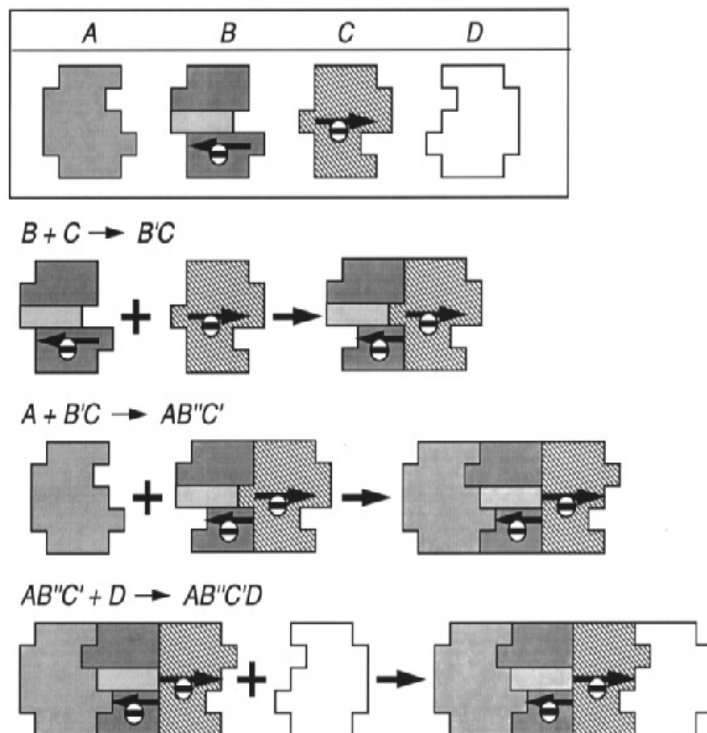 A B C D
B + C → B'C
A + B'C → AB"C'
AB"C' + D → AB"C'D